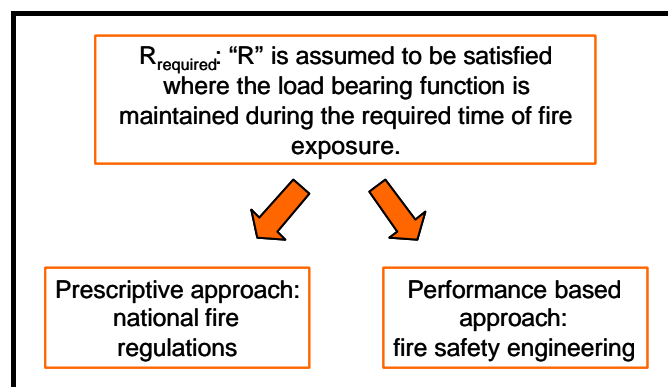 R required: “R” is assumed to be satisfied
where the load bearing function is
maintained during the required time of fire
exposure.
Prescriptive approach:
national fire
regulations
Performance based
approach:
fire safety engineering